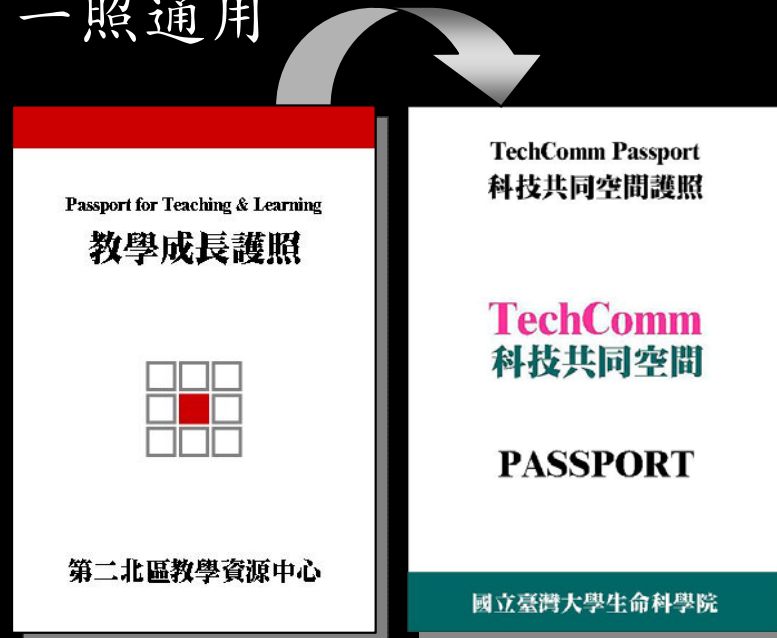 一照通用
Passport for Teaching & Learning
教學成長護照
第二北區教學資源中心
TechComm Passport
科技共同空間護照
TechComm
科技共同空間
PASSPORT
國立臺灣大學生命科學院